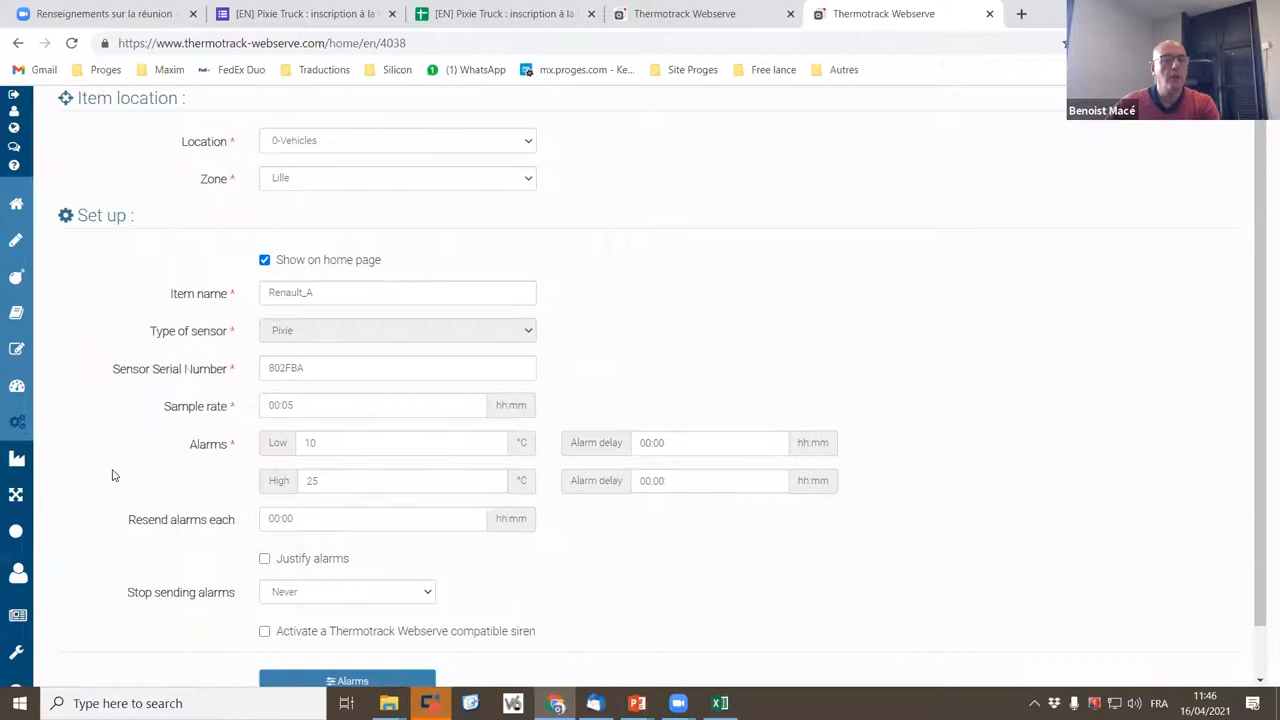 Renseignements sur la réunion
[EN] Pixie Truck : inscription à la
[EN] Pixie Truck : inscription à la
Thermotrack Webserve
Thermotrack Webserve
https://www.thermotrack-webserve.com/home/en/4038
Gmail
Proges
Maxim
FedEx Duo
Traductions
Silicon
(1) WhatsApp
mx.proges.com - Ke...
Site Proges
Free lance
Autres
Benoist Macé
Item location :
Location *
0-Vehicles
Zone *
Lille
Set up :
Show on home page
Item name *
Renault_A
Type of sensor *
Pixie
Sensor Serial Number *
802FBA
Sample rate *
00:05
hh:mm
Alarms *
Low
10
°C
Alarm delay
00:00
hh:mm
High
25
°C
Alarm delay
00:00:
hh:mm
Resend alarms each
00:00
hh:mm
Justify alarms
Stop sending alarms
Never
Activate a Thermotrack Webserve compatible siren
Alarms
Type here to search
FRA
11:46
16/04/2021